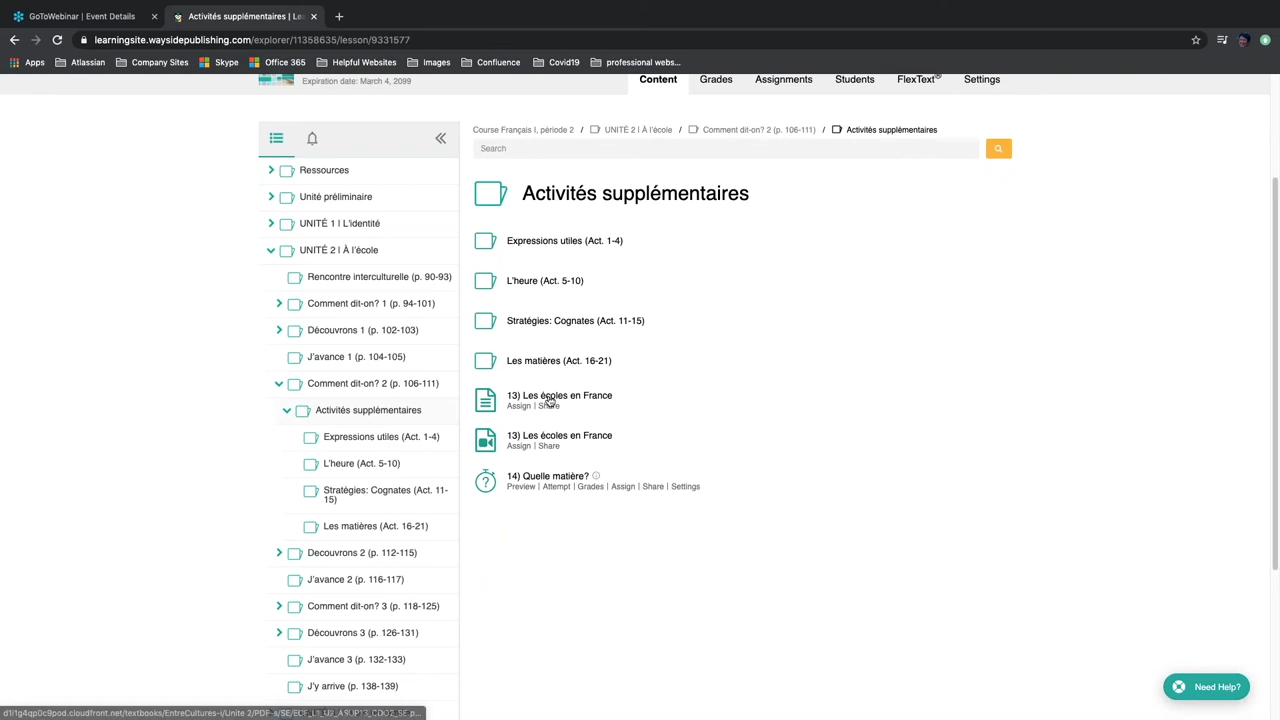 GoToWebinar | Event Details
Activités supplémentaires | Lea
learningsite.waysidepublishing.com/explorer/11358635/lesson/9331577
Apps Atlassian Company Sites Skype Office 365 Helpful Websites Images Confluence Covid19 professional webs...
Expiration date: March 4, 2099
Content Grades Assignments Students FlexText® Settings
Course Français I, période 2 / UNITÉ 2 I À l'école / Comment dit-on? 2 (p. 106-111) / Activités supplémentaires
Search
Activités supplémentaires
Expressions utiles (Act. 1-4)
L'heure (Act. 5-10)
Stratégies: Cognates (Act. 11-15)
Les matières (Act. 16-21)
13) Les écoles en France
Assign | Share
13) Les écoles en France
Assign | Share
14) Quelle matière?
Preview | Attempt | Grades | Assign | Share | Settings
Ressources
Unité préliminaire
UNITÉ 1 I L'identité
UNITÉ 2 I À l'école
Rencontre interculturelle (p. 90-93)
Comment dit-on? 1 (p. 94-101)
Découvrons 1 (p. 102-103)
J'avance 1 (p. 104-105)
Comment dit-on? 2 (p. 106-111)
Activités supplémentaires
Expressions utiles (Act. 1-4)
L'heure (Act. 5-10)
Stratégies: Cognates (Act. 11-
15)
Les matières (Act. 16-21)
Decouvrons 2 (p. 112-115)
J'avance 2 (p. 116-117)
Comment dit-on? 3 (p. 118-125)
Découvrons 3 (p. 126-131)
J'avance 3 (p. 132-133)
J'y arrive (p. 138-139)
Need Help?